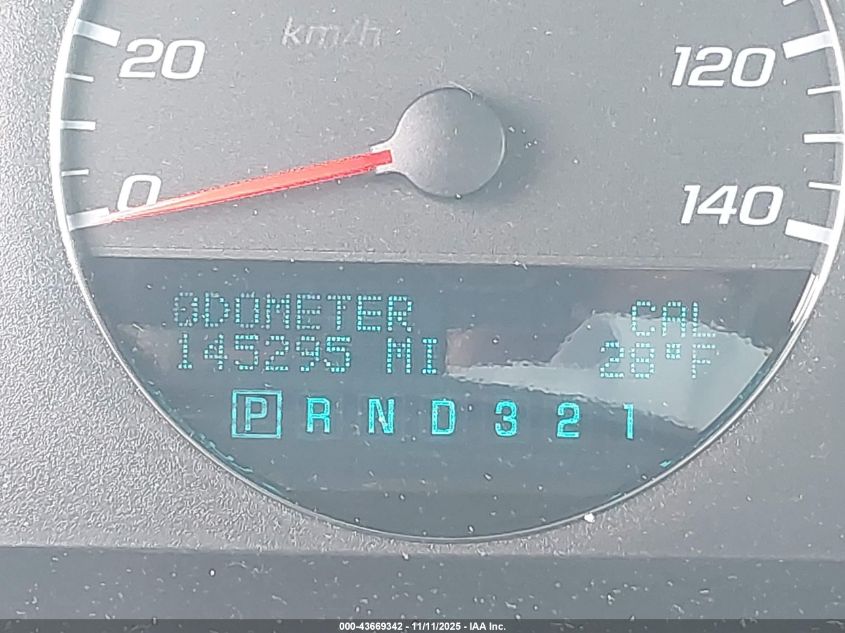 km/h
20
120
0
140
ODOMETER CAL
145295 MI 28°F
P R N D 3 2 1
000-43669342 - 11/11/2025 - IAA Inc.